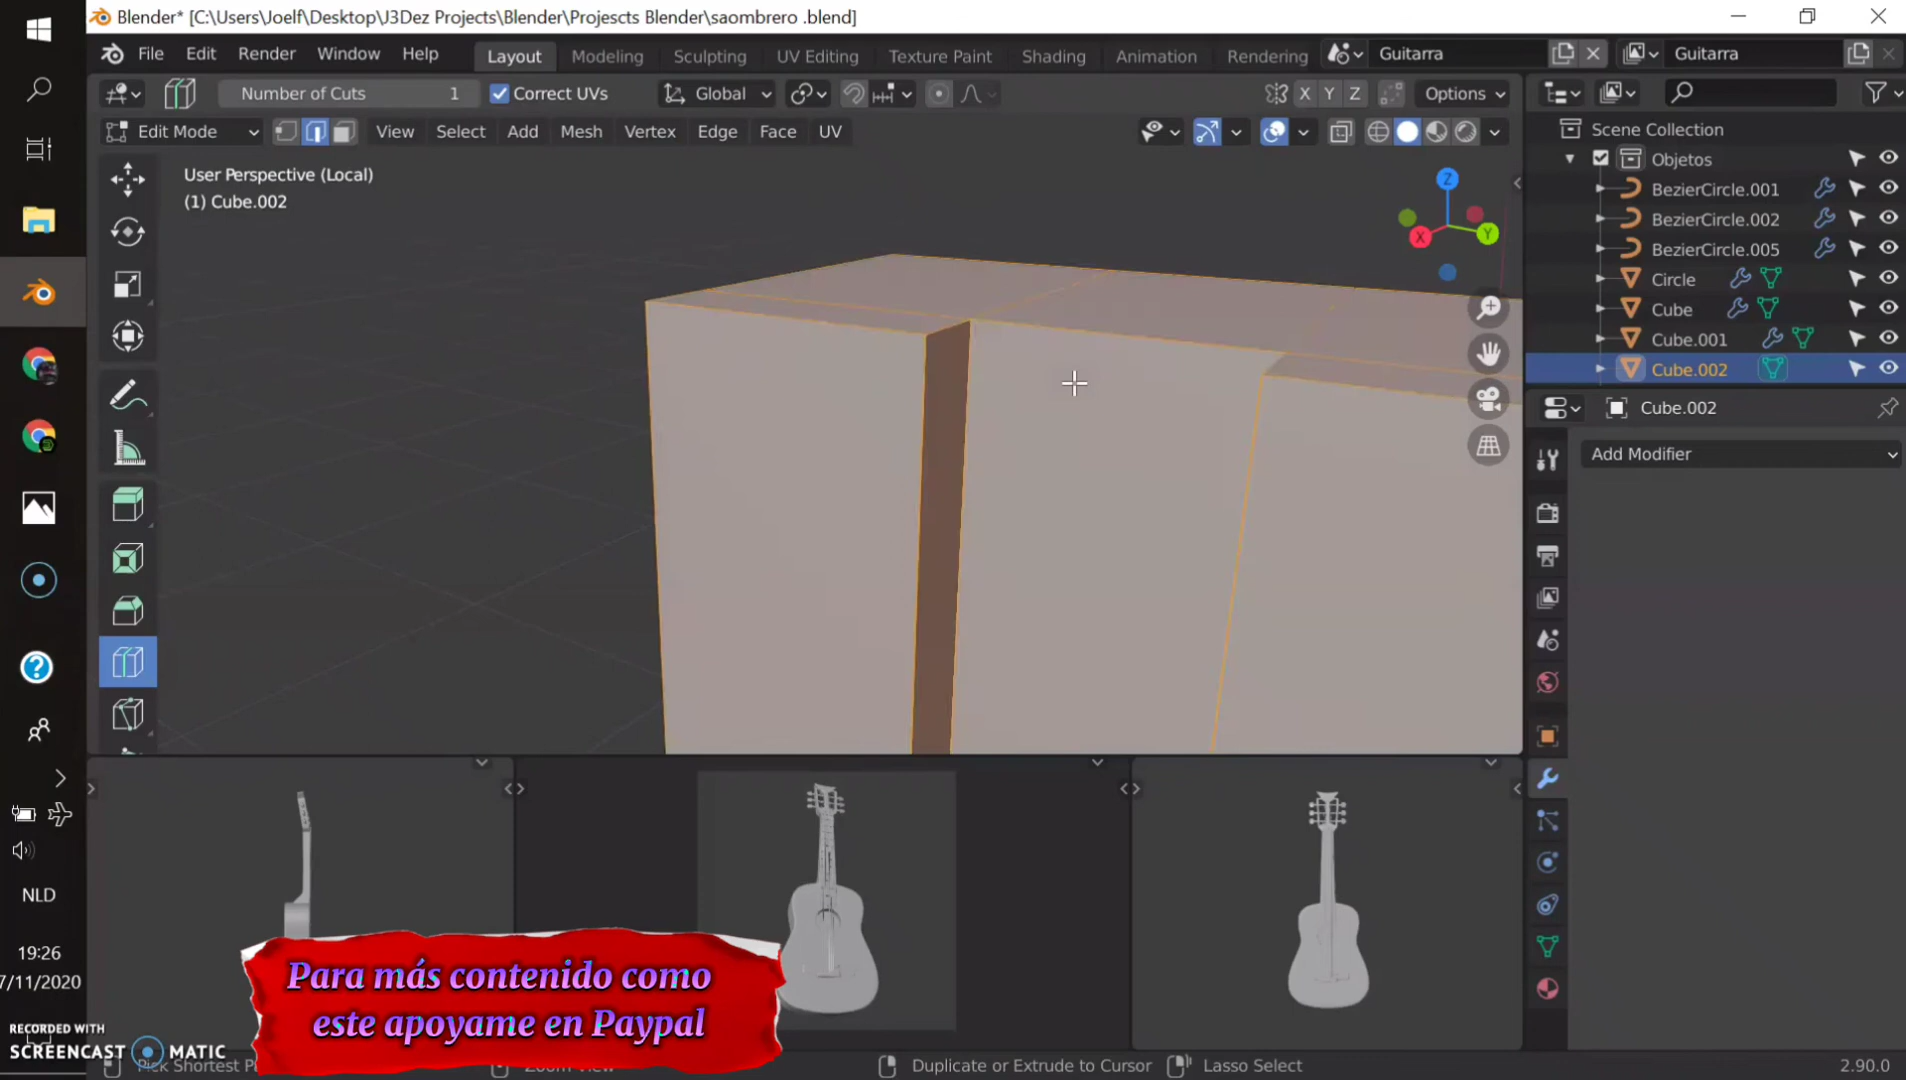 Blender* [C:\Users\Joelf\Desktop\J3Dez Projects\Blender\Projescts Blender\saombrero .blend]
File Edit Render Window Help Layout Modeling Sculpting UV Editing Texture Paint Shading Animation Rendering Guitarra Guitarra
Number of Cuts 1 Correct UVs Global X Y Z Options
Edit Mode View Select Add Mesh Vertex Edge Face UV
Scene Collection
Objetos
BezierCircle.001
BezierCircle.002
BezierCircle.005
Circle
Cube
Cube.001
Cube.002
User Perspective (Local)
(1) Cube.002
Z
X
Y
Cube.002
Add Modifier
NLD
19:26
7/11/2020
Para más contenido como
este apoyame en Paypal
RECORDED WITH
SCREENCAST MATIC
Pick Shortest Zoom View Duplicate or Extrude to Cursor Lasso Select 2.90.0